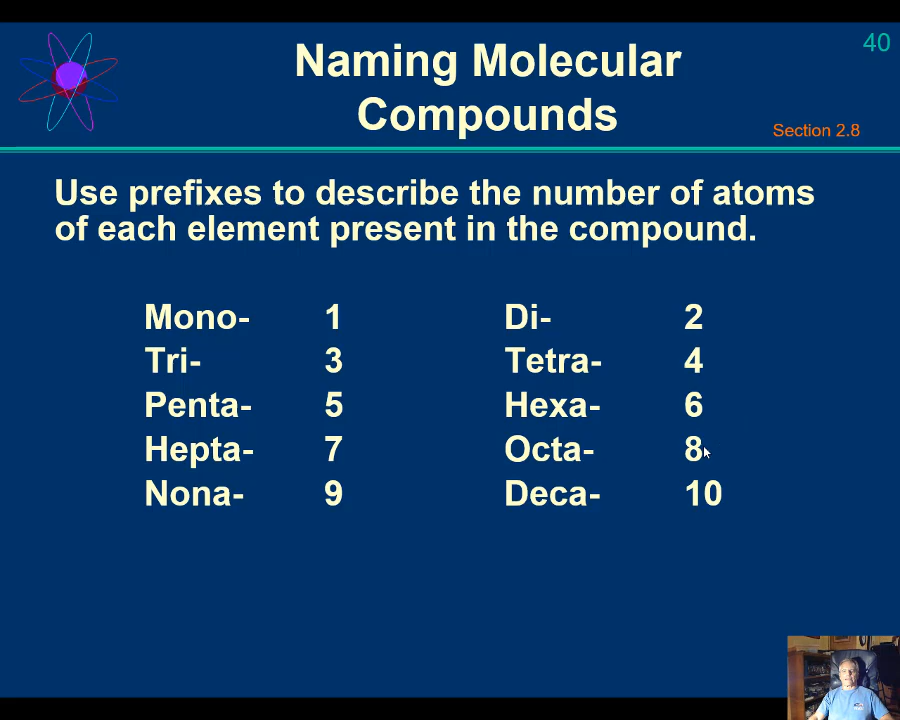 40
Naming Molecular
Compounds
Section 2.8
Use prefixes to describe the number of atoms
of each element present in the compound.
Mono- 1 Di- 2
Tri- 3 Tetra- 4
Penta- 5 Hexa- 6
Hepta- 7 Octa- 8
Nona- 9 Deca- 10